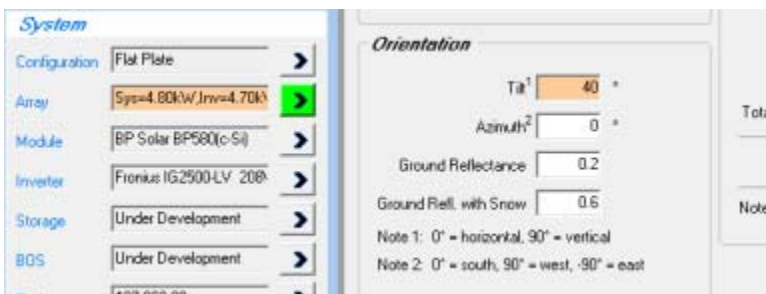 System
Configuration Flat Plate
Array Sys=4.80kW,Inv=4.70kW
Module BP Solar BP580(c-Si)
Inverter Fronius IG2500-LV 208
Storage Under Development
BOS Under Development
Orientation
Tilt¹ 40 °
Azimuth² 0 °
Ground Reflectance 0.2
Ground Refl. with Snow 0.6
Note 1: 0° = horizontal, 90° = vertical
Note 2: 0° = south, 90° = west, -90° = east
Tota
Note